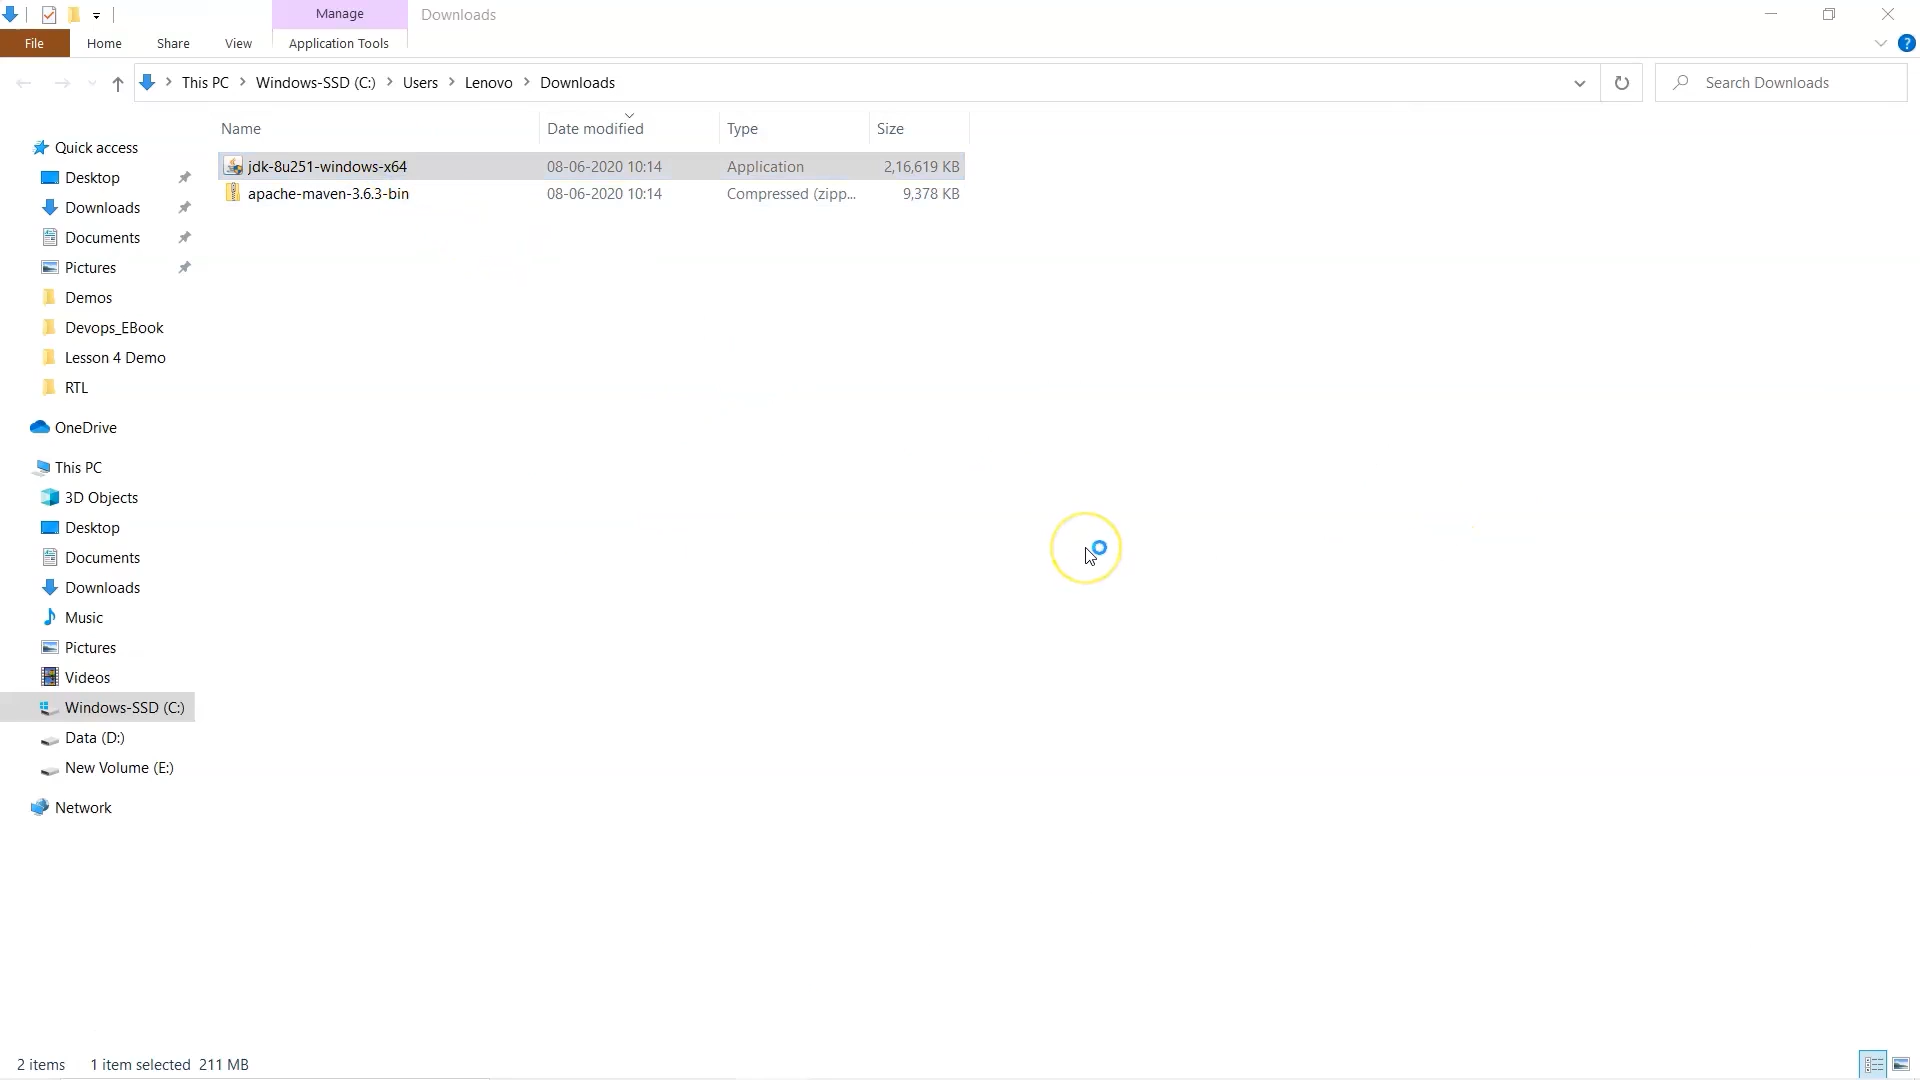 Manage
Downloads
File
Home
Share
View
Application Tools
?
This PC
Windows-SSD (C:)
Users
Lenovo
Downloads
Search Downloads
Name
Date modified
Type
Size
jdk-8u251-windows-x64
08-06-2020 10:14
Application
2,16,619 KB
apache-maven-3.6.3-bin
08-06-2020 10:14
Compressed (zipp...
9,378 KB
Quick access
Desktop
Downloads
Documents
Pictures
Demos
Devops_EBook
Lesson 4 Demo
RTL
OneDrive
This PC
3D Objects
Desktop
Documents
Downloads
Music
Pictures
Videos
Windows-SSD (C:)
Data (D:)
New Volume (E:)
Network
2 items
1 item selected 211 MB